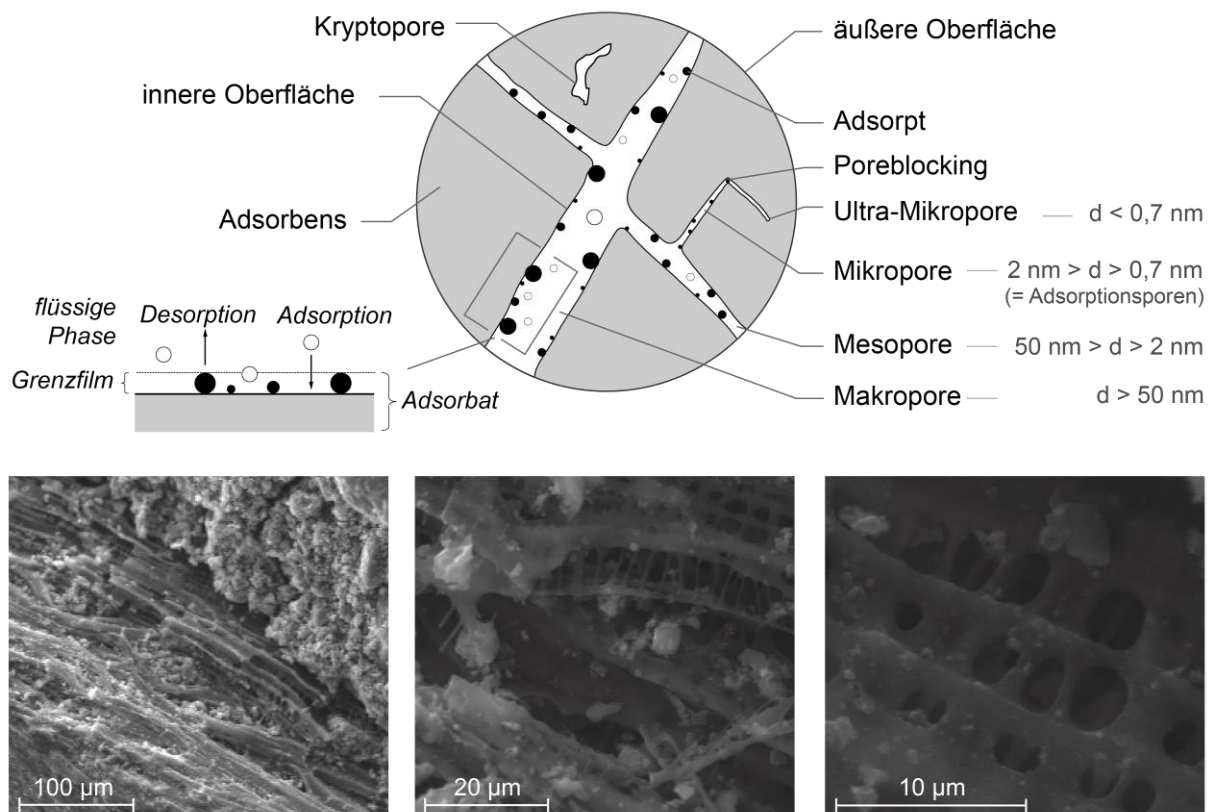 Kryptopore
innere Oberfläche
Adsorbens
äußere Oberfläche
Adsorpt
Poreblocking
Ultra-Mikropore d < 0,7 nm
Mikropore 2 nm > d > 0,7 nm
(= Adsorptionsporen)
Mesopore 50 nm > d > 2 nm
Makropore d > 50 nm
flüssige
Phase
Desorption Adsorption
Grenzfilm
Adsorbat
100 µm
20 µm
10 µm